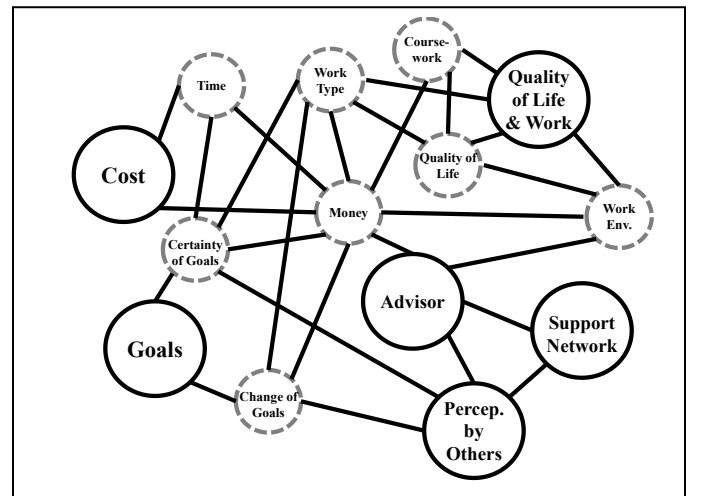 Course-
work
Time
Work
Type
Quality
of Life
& Work
Cost
Quality of
Life
Money
Work
Env.
Certainty
of Goals
Advisor
Support
Network
Goals
Change of
Goals
Percep.
by
Others